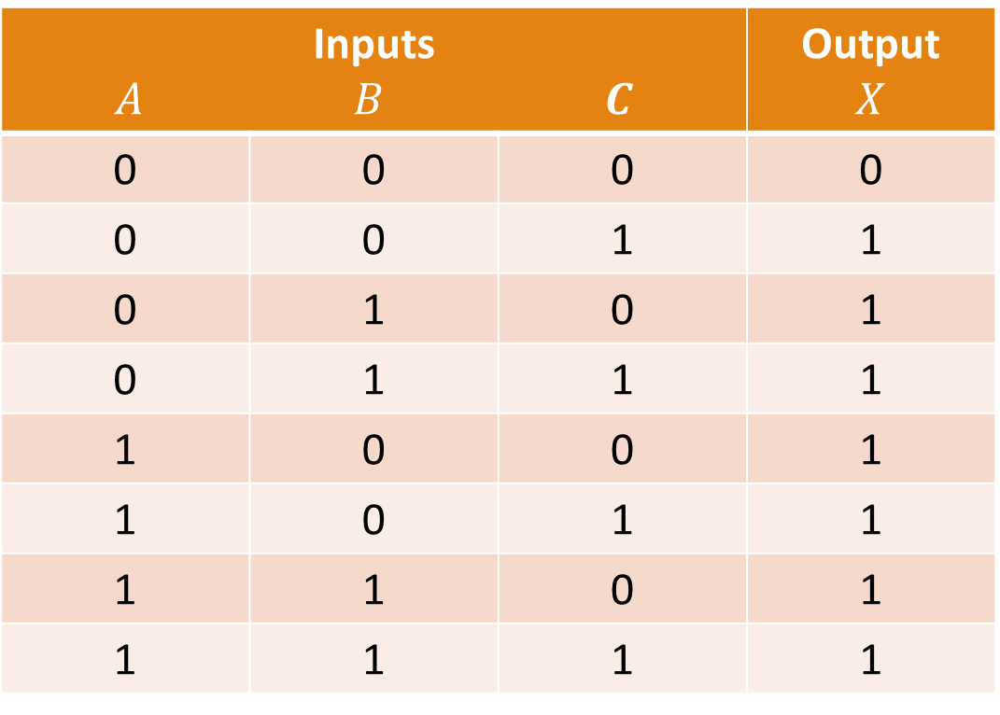 Inputs Output
A B C X
0 0 0 0
0 0 1 1
0 1 0 1
0 1 1 1
1 0 0 1
1 0 1 1
1 1 0 1
1 1 1 1